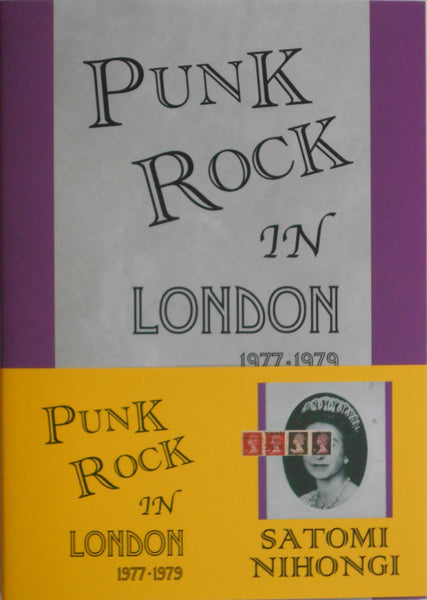 PUNK
ROCK
IN
LONDON
1977·1979
PUNK
ROCK
IN
LONDON
1977·1979
SATOMI
NIHONGI